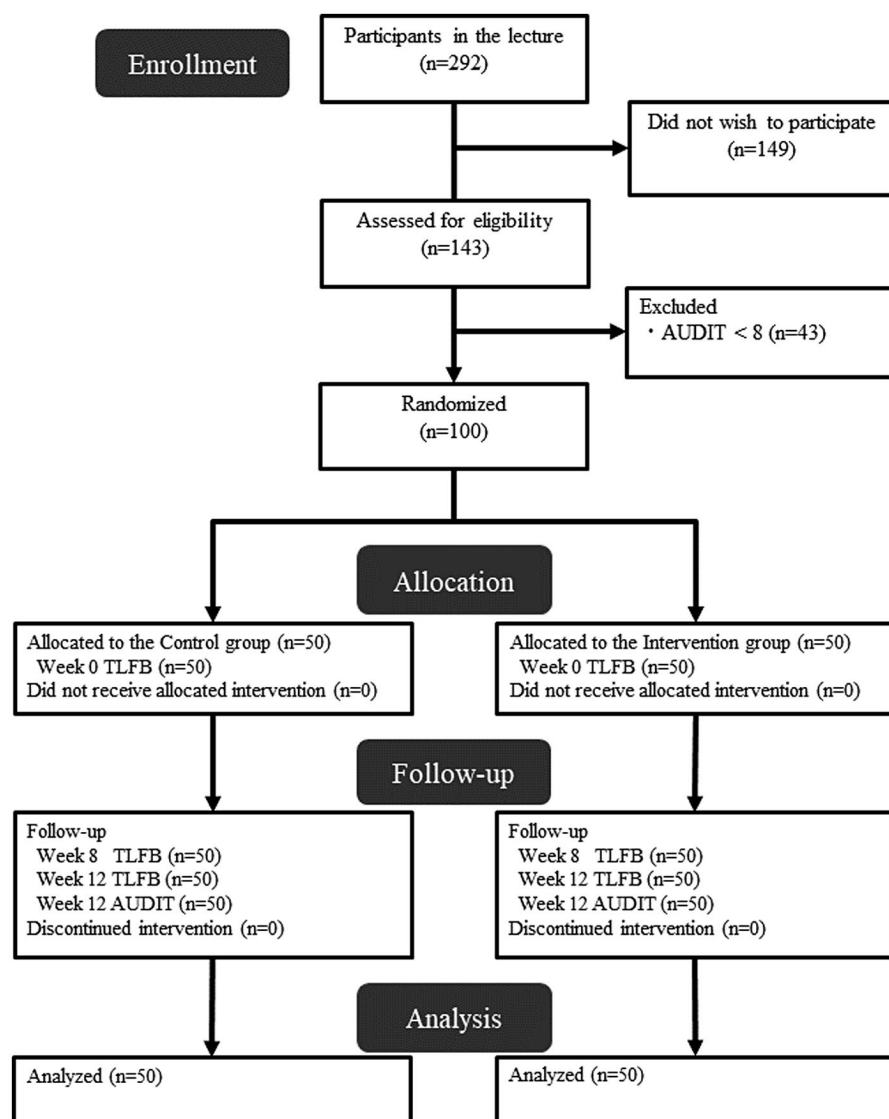 Enrollment
Participants in the lecture
(n=292)
Did not wish to participate
(n=149)
Assessed for eligibility
(n=143)
Excluded
・AUDIT < 8 (n=43)
Randomized
(n=100)
Allocation
Allocated to the Control group (n=50)
Week 0 TLFB (n=50)
Did not receive allocated intervention (n=0)
Allocated to the Intervention group (n=50)
Week 0 TLFB (n=50)
Did not receive allocated intervention (n=0)
Follow-up
Follow-up
Week 8 TLFB (n=50)
Week 12 TLFB (n=50)
Week 12 AUDIT (n=50)
Discontinued intervention (n=0)
Follow-up
Week 8 TLFB (n=50)
Week 12 TLFB (n=50)
Week 12 AUDIT (n=50)
Discontinued intervention (n=0)
Analysis
Analyzed (n=50)
Analyzed (n=50)